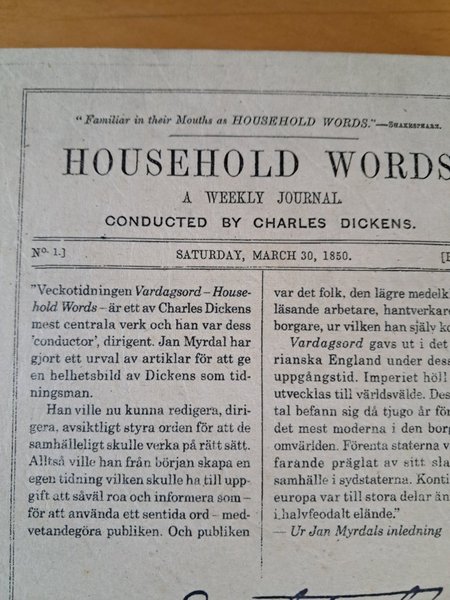 "Familiar in their Mouths as HOUSEHOLD WORDS."—SHAKESPEARE.
HOUSEHOLD WORDS
A WEEKLY JOURNAL.
CONDUCTED BY CHARLES DICKENS.
No. 1.]
SATURDAY, MARCH 30, 1850.
"Veckotidningen Vardagsord – House-
hold Words – är ett av Charles Dickens
mest centrala verk och han var dess
'conductor', dirigent. Jan Myrdal har
gjort ett urval av artiklar för att ge
en helhetsbild av Dickens som tid-
ningsman.
Han ville nu kunna redigera, diri-
gera, avsiktligt styra orden för att de
samhälleligt skulle verka på rätt sätt.
Alltså ville han från början skapa en
egen tidning vilken skulle ha till upp-
gift att såväl roa och informera som –
för att använda ett sentida ord – med-
vetandegöra publiken. Och publiken
var det folk, den lägre medelk
läsande arbetare, hantverkare
borgare, ur vilken han själv ko
Vardagsord gavs ut i det
rianska England under dess
uppgångstid. Imperiet höll
utvecklas till världsvälde. Des
tal befann sig då tjugo år för
det mest moderna i den borg
omvärlden. Förenta staterna v
farande präglat av sitt sla
samhälle i sydstaterna. Konti
europa var till stora delar än
i halvfeodalt elände."
— Ur Jan Myrdals inledning